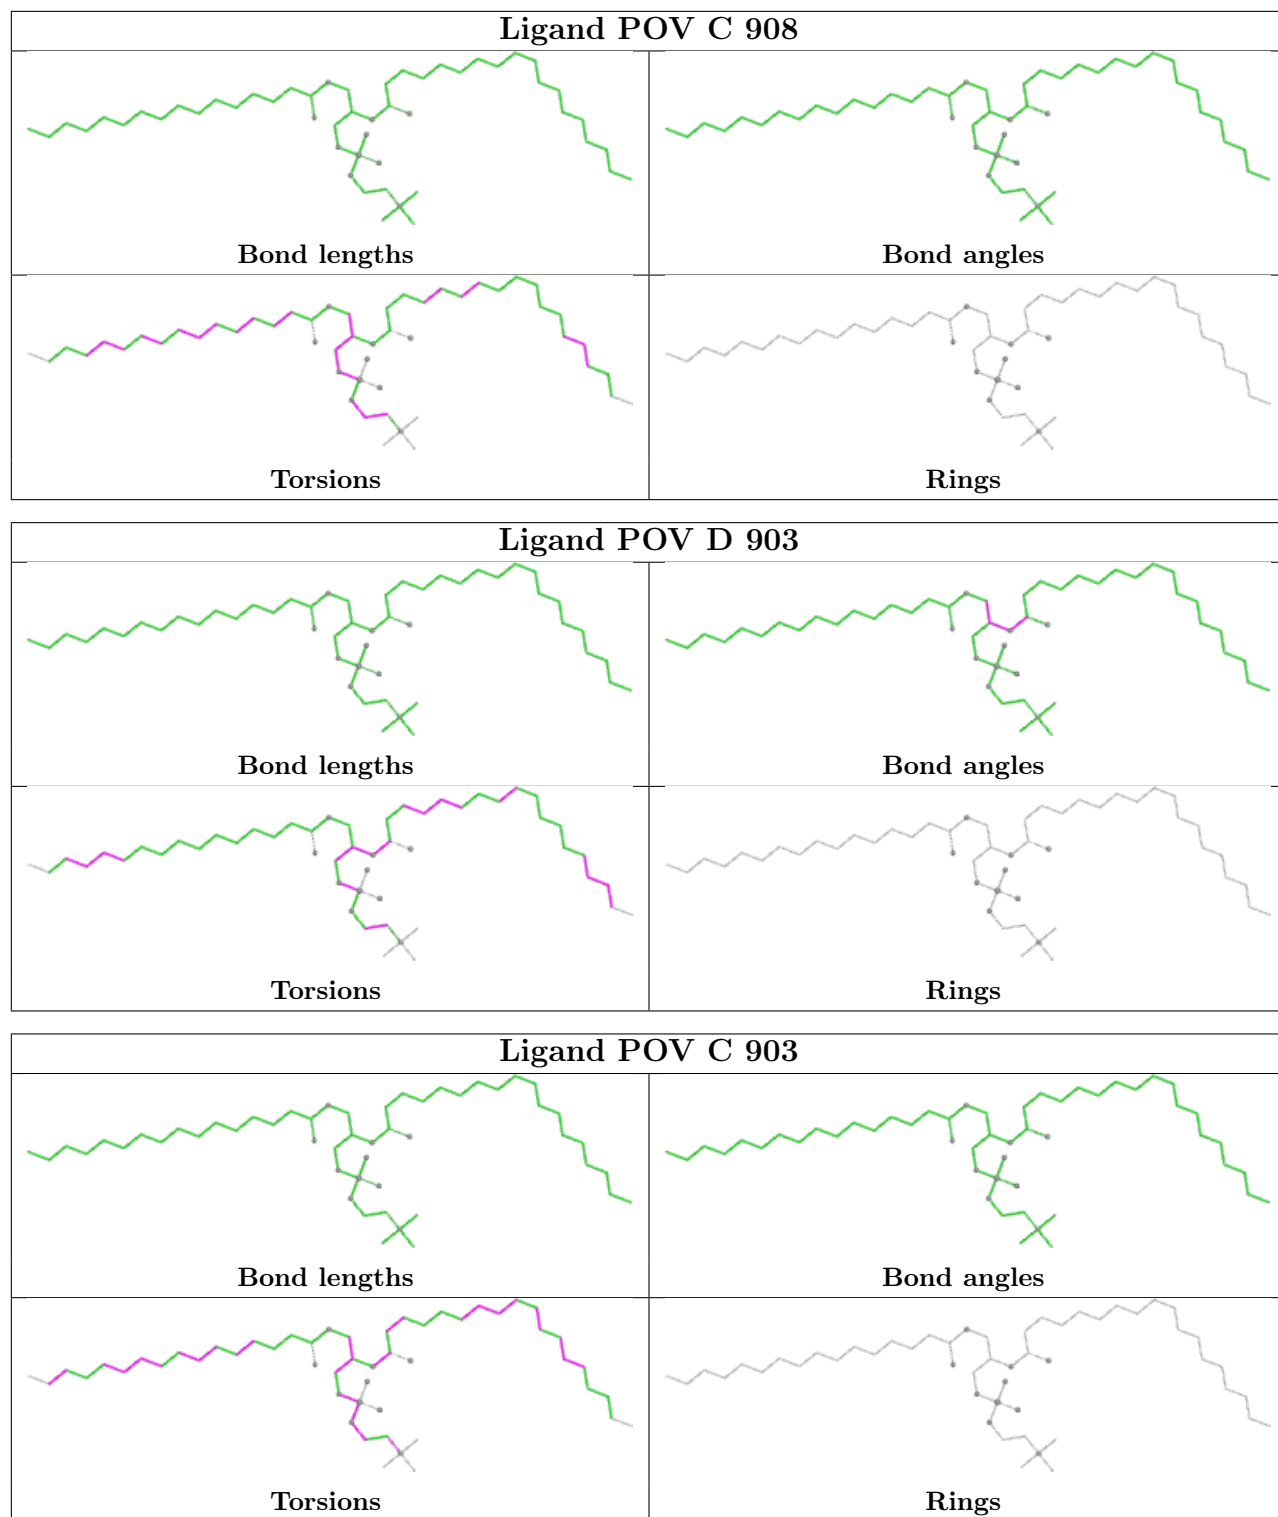 Ligand POV C 908
Bond lengths
Bond angles
Torsions
Rings
Ligand POV D 903
Bond lengths
Bond angles
Torsions
Rings
Ligand POV C 903
Bond lengths
Bond angles
Torsions
Rings